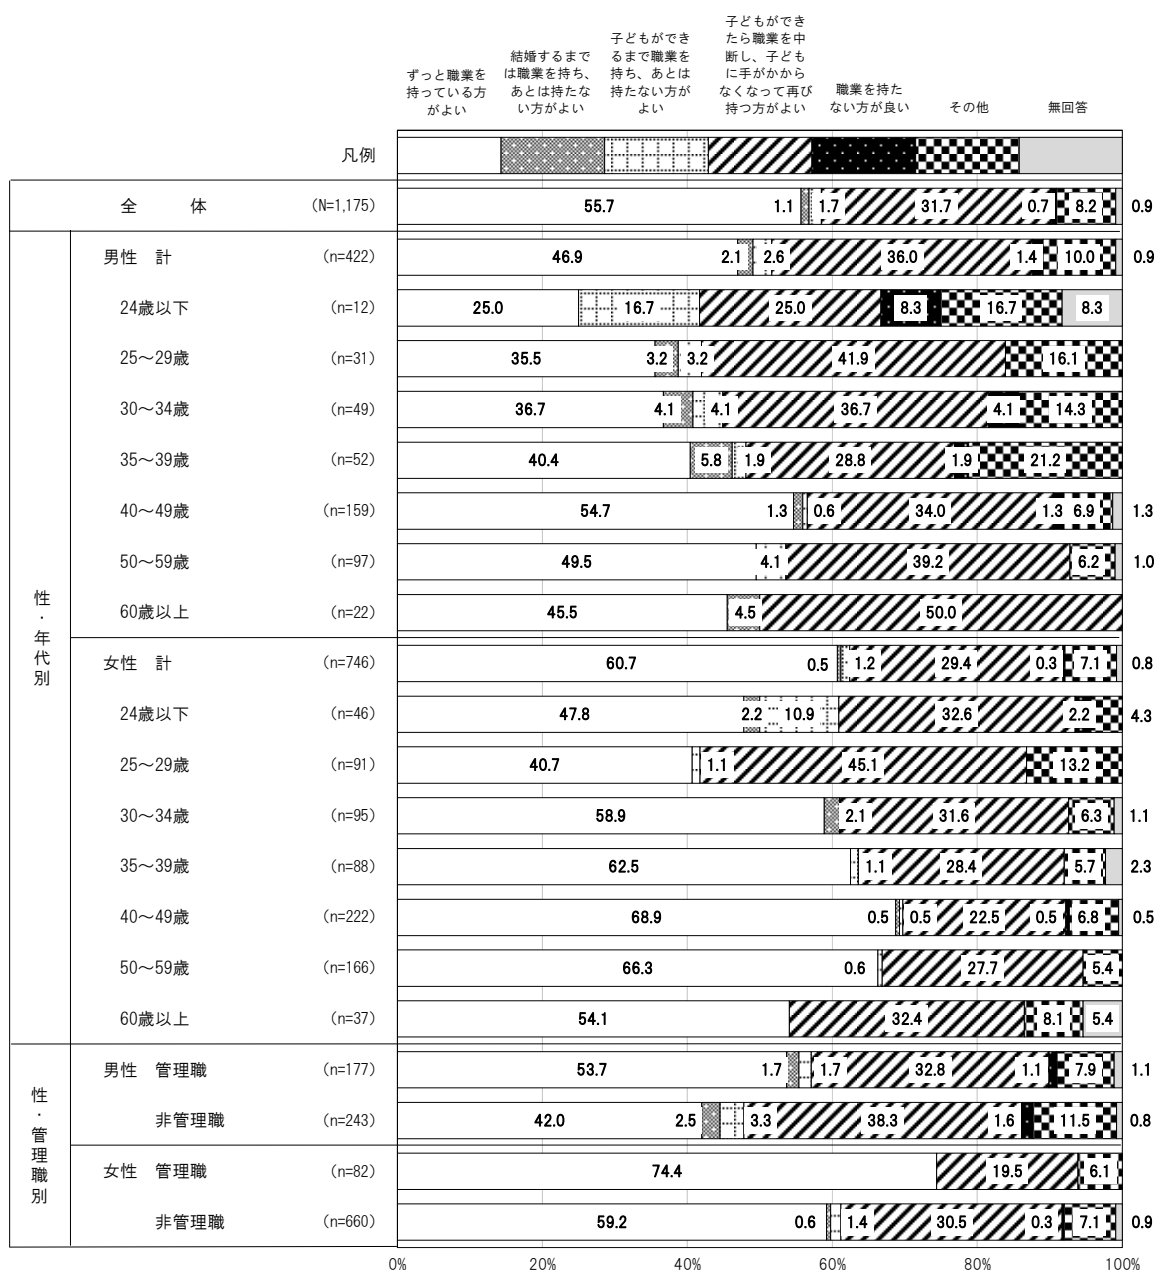 ずっと職業を
持っている方
がよい
結婚するまで
は職業を持ち、
あとは持たな
い方がよい
子どもができ
るまで職業を
持ち、あとは
持たない方が
よい
子どもができ
たら職業を中
断し、子ども
に手がかから
なくなって再び
持つ方がよい
職業を持た
ない方が良い
その他
無回答
凡例
全体 (N=1,175) 55.7 1.1 1.7 31.7 0.7 8.2 0.9
性・年代別
男性 計 (n=422) 46.9 2.1 2.6 36.0 1.4 10.0 0.9
24歳以下 (n=12) 25.0 16.7 25.0 8.3 16.7 8.3
25～29歳 (n=31) 35.5 3.2 3.2 41.9 16.1
30～34歳 (n=49) 36.7 4.1 4.1 36.7 4.1 14.3
35～39歳 (n=52) 40.4 5.8 1.9 28.8 1.9 21.2
40～49歳 (n=159) 54.7 1.3 0.6 34.0 1.3 6.9 1.3
50～59歳 (n=97) 49.5 4.1 39.2 6.2 1.0
60歳以上 (n=22) 45.5 4.5 50.0
女性 計 (n=746) 60.7 0.5 1.2 29.4 0.3 7.1 0.8
24歳以下 (n=46) 47.8 2.2 10.9 32.6 2.2 4.3
25～29歳 (n=91) 40.7 1.1 45.1 13.2
30～34歳 (n=95) 58.9 2.1 31.6 6.3 1.1
35～39歳 (n=88) 62.5 1.1 28.4 5.7 2.3
40～49歳 (n=222) 68.9 0.5 0.5 22.5 0.5 6.8 0.5
50～59歳 (n=166) 66.3 0.6 27.7 5.4
60歳以上 (n=37) 54.1 32.4 8.1 5.4
性・管理職別
男性 管理職 (n=177) 53.7 1.7 1.7 32.8 1.1 7.9 1.1
非管理職 (n=243) 42.0 2.5 3.3 38.3 1.6 11.5 0.8
女性 管理職 (n=82) 74.4 19.5 6.1
非管理職 (n=660) 59.2 0.6 1.4 30.5 0.3 7.1 0.9
0% 20% 40% 60% 80% 100%